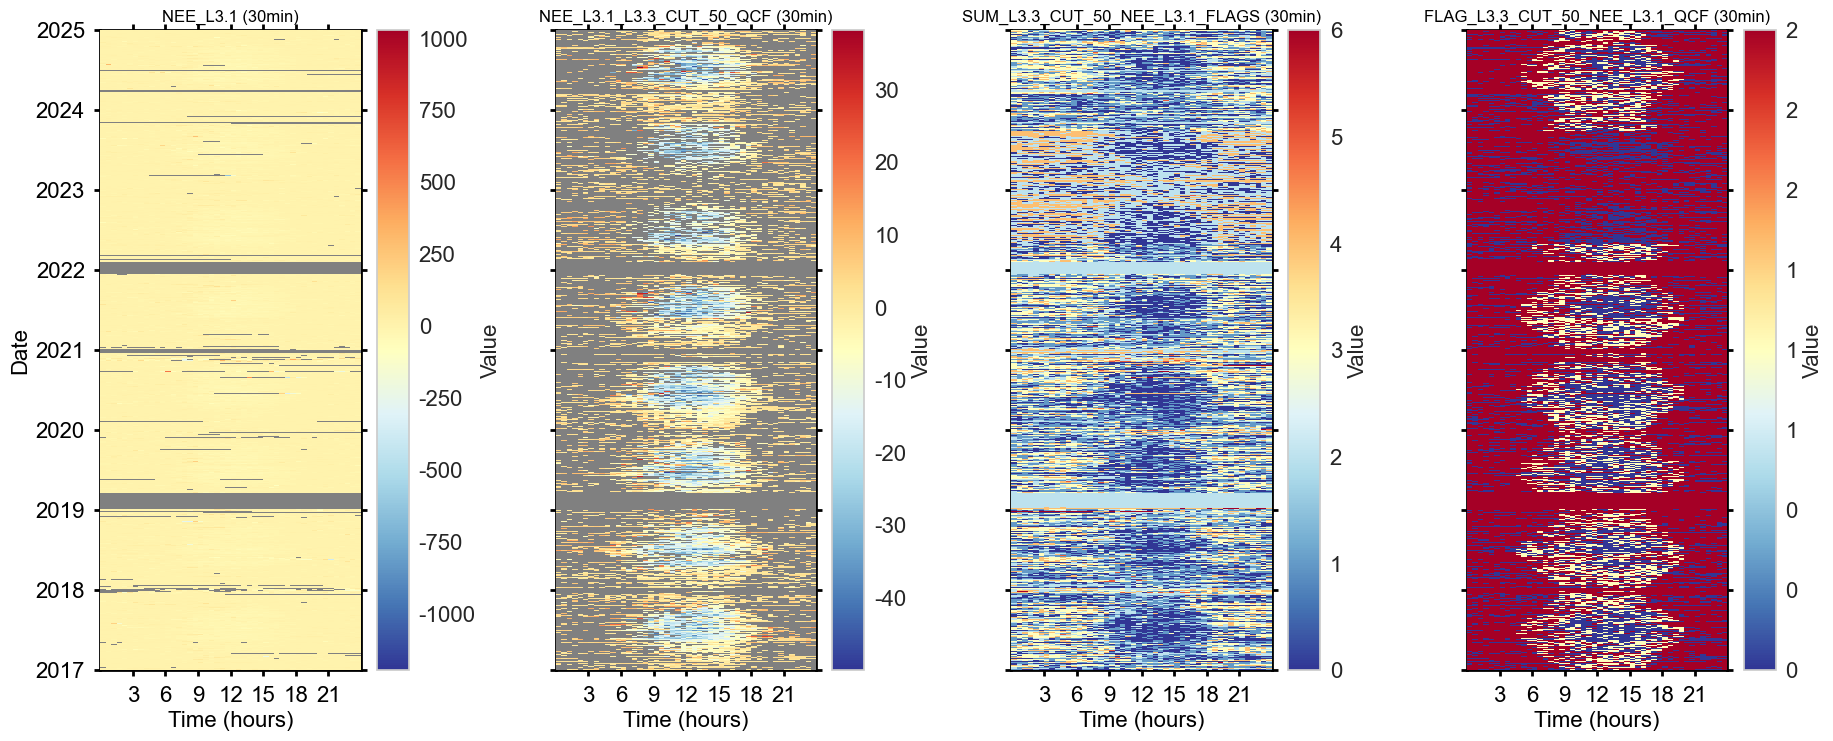 NEE_L3.1 (30min)
NEE_L3.1_L3.3_CUT_50_QCF (30min)
SUM_L3.3_CUT_50_NEE_L3.1_FLAGS (30min)
FLAG_L3.3_CUT_50_NEE_L3.1_QCF (30min)
Date
2025
2024
2023
2022
2021
2020
2019
2018
2017
3 6 9 12 15 18 21
Time (hours)
1000
750
500
250
0
-250
-500
-750
-1000
Value
3 6 9 12 15 18 21
Time (hours)
30
20
10
0
-10
-20
-30
-40
Value
3 6 9 12 15 18 21
Time (hours)
6
5
4
3
2
1
0
Value
3 6 9 12 15 18 21
Time (hours)
2
2
2
1
1
1
0
0
0
Value